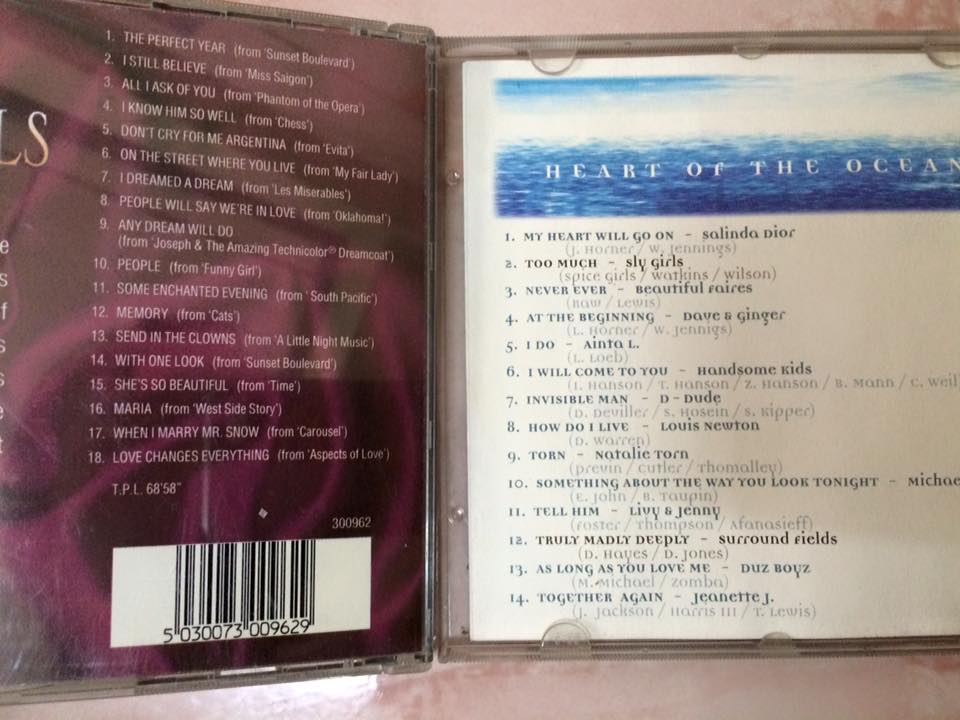 LS
1. THE PERFECT YEAR (from 'Sunset Boulevard')
2. I STILL BELIEVE (from 'Miss Saigon')
3. ALL I ASK OF YOU (from 'Phantom of the Opera')
4. I KNOW HIM SO WELL (from 'Chess')
5. DON'T CRY FOR ME ARGENTINA (from 'Evita')
6. ON THE STREET WHERE YOU LIVE (from 'My Fair Lady')
7. I DREAMED A DREAM (from 'Les Miserables')
8. PEOPLE WILL SAY WE'RE IN LOVE (from 'Oklahoma!')
9. ANY DREAM WILL DO
(from 'Joseph & The Amazing Technicolor® Dreamcoat')
10. PEOPLE (from 'Funny Girl')
11. SOME ENCHANTED EVENING (from ' South Pacific')
12. MEMORY (from 'Cats')
13. SEND IN THE CLOWNS (from 'A Little Night Music')
14. WITH ONE LOOK (from 'Sunset Boulevard')
15. SHE'S SO BEAUTIFUL (from 'Time')
16. MARIA (from 'West Side Story')
17. WHEN I MARRY MR. SNOW (from 'Carousel')
18. LOVE CHANGES EVERYTHING (from 'Aspects of Love')
T.P.L. 68'58"
300962
5 030073 009629
HEART OF THE OCEAN
1. MY HEART WILL GO ON - Salinda Dior
(J. Horner / W. Jennings)
2. TOO MUCH - Sly Girls
(Spice Girls / Watkins / Wilson)
3. NEVER EVER - Beautiful Faires
(Raw / Lewis)
4. AT THE BEGINNING - Dave & Ginger
(L. Horner / W. Jennigs)
5. I DO - Ainta L.
(L. Loeb)
6. I WILL COME TO YOU - Handsome Kids
(I. Hanson / T. Hanson / Z. Hanson / B. Mann / C. Weil
7. INVISIBLE MAN - D-Dude
(D. Deviller / S. Hosein / S. Kipper)
8. HOW DO I LIVE - Louis Newton
(D. Warren)
9. TORN - Natalie Torn
(Previn / Cutler / Thomalley)
10. SOMETHING ABOUT THE WAY YOU LOOK TONIGHT - Michae
(E. John / B. Taupin)
11. TELL HIM - Livy & Jenny
(Foster / Thompson / Afanasieff)
12. TRULY MADLY DEEPLY - Surround Fields
(D. Hayes / D. Jones)
13. AS LONG AS YOU LOVE ME - Duz Boyz
(M. Michael / Zomba)
14. TOGETHER AGAIN - Jeanette J.
(J. Jackson / Harris III / T. Lewis)